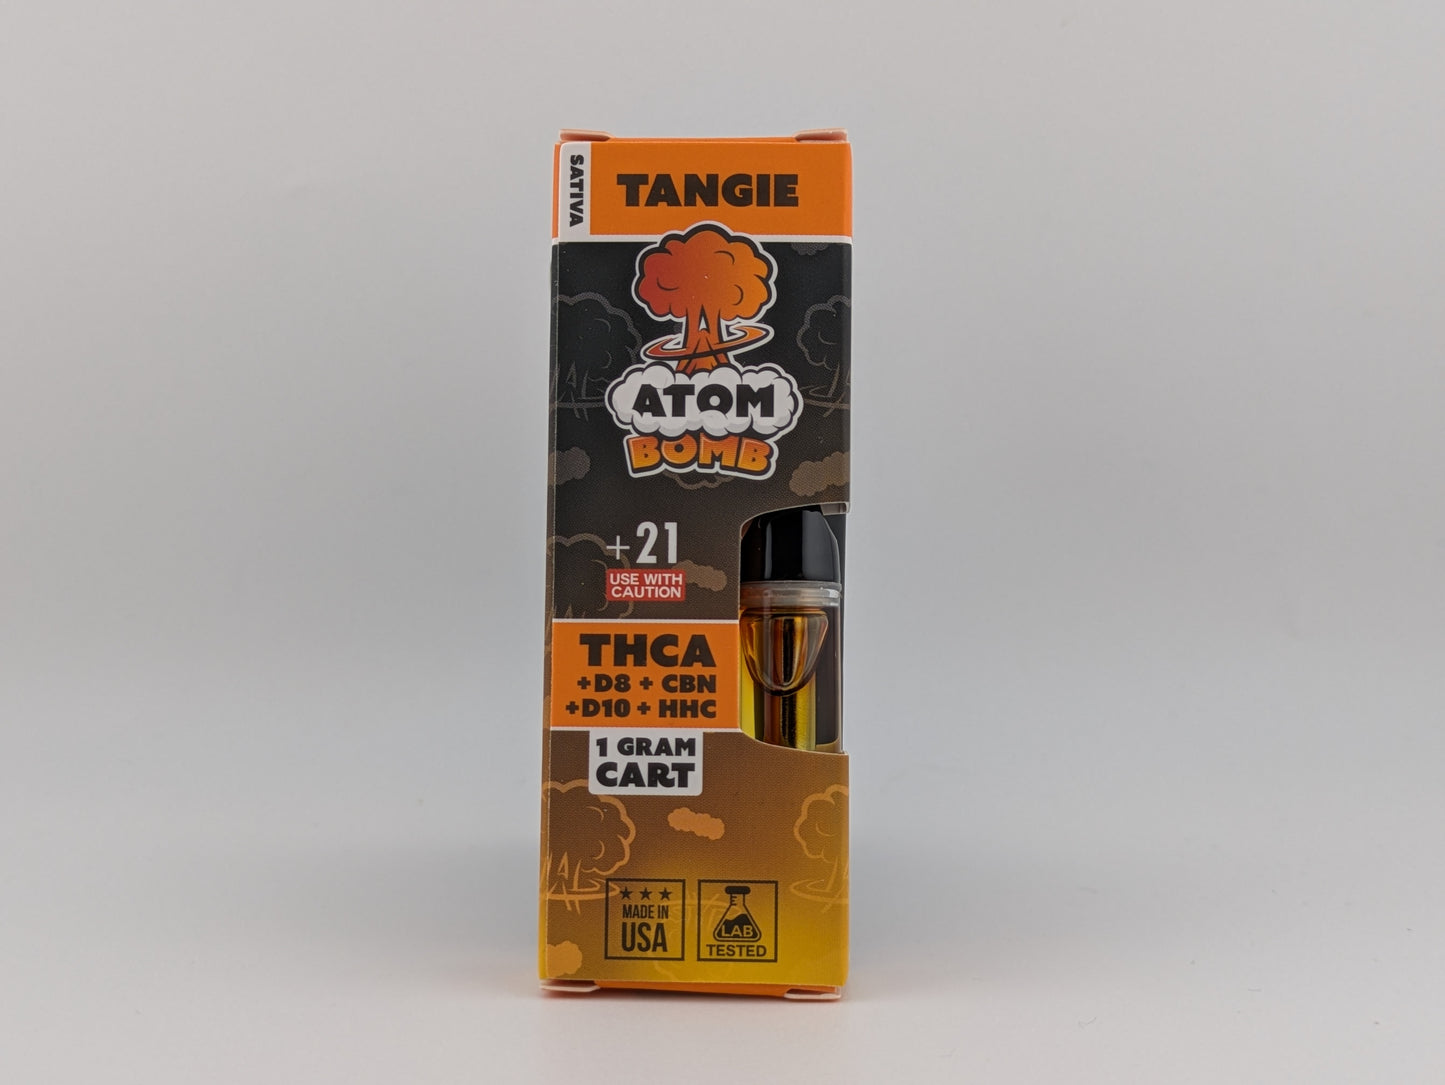 SATIVA
TANGIE
ATOM
BOMB
+21
USE WITH
CAUTION
THCA
+D8 + CBN
+D10 + HHC
1 GRAM
CART
MADE IN
USA
LAB
TESTED